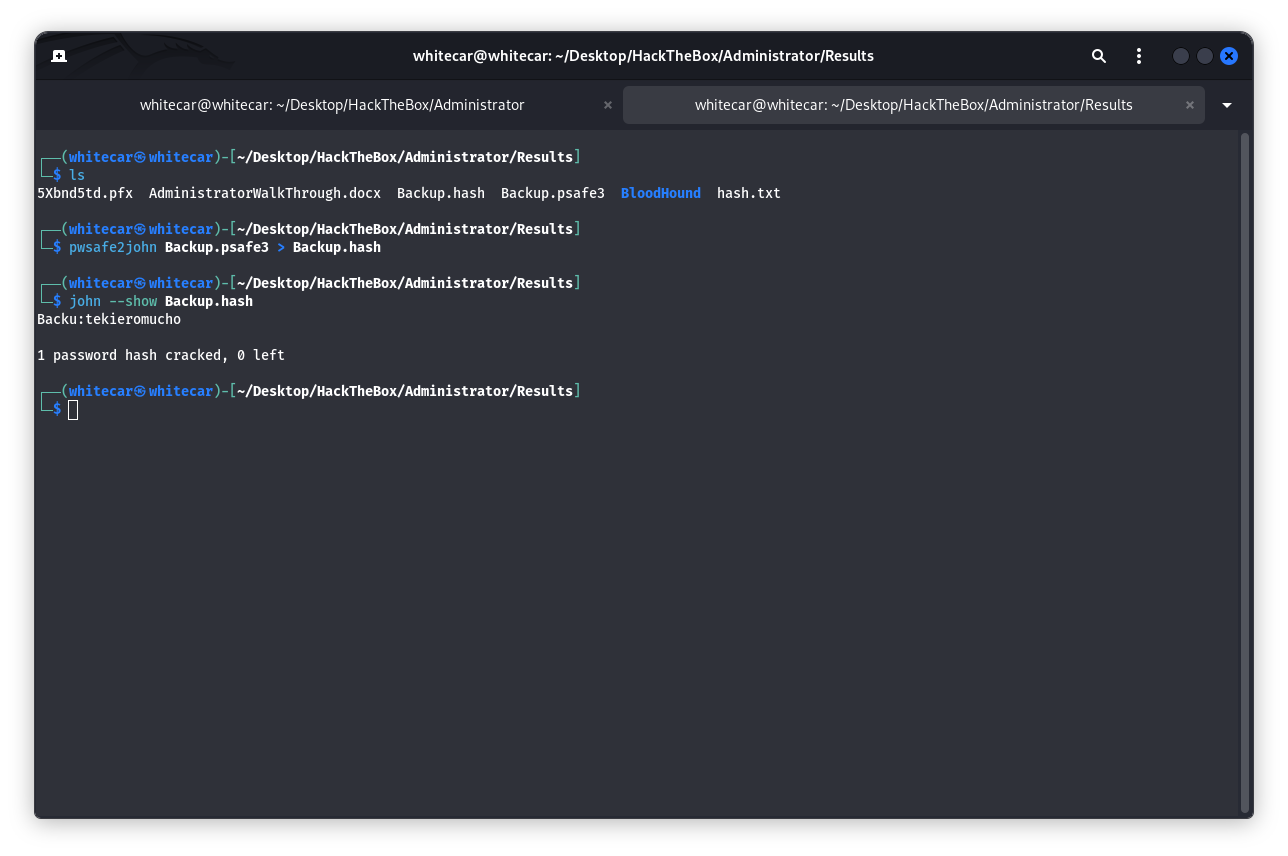 whitecar@whitecar: ~/Desktop/HackTheBox/Administrator/Results
whitecar@whitecar: ~/Desktop/HackTheBox/Administrator
whitecar@whitecar: ~/Desktop/HackTheBox/Administrator/Results
┌──(whitecar㉿whitecar)-[~/Desktop/HackTheBox/Administrator/Results]
└─$ ls
5Xbnd5td.pfx  AdministratorWalkThrough.docx  Backup.hash  Backup.psafe3  BloodHound  hash.txt
┌──(whitecar㉿whitecar)-[~/Desktop/HackTheBox/Administrator/Results]
└─$ pwsafe2john Backup.psafe3 > Backup.hash
┌──(whitecar㉿whitecar)-[~/Desktop/HackTheBox/Administrator/Results]
└─$ john --show Backup.hash
Backu:tekieromucho
1 password hash cracked, 0 left
┌──(whitecar㉿whitecar)-[~/Desktop/HackTheBox/Administrator/Results]
└─$